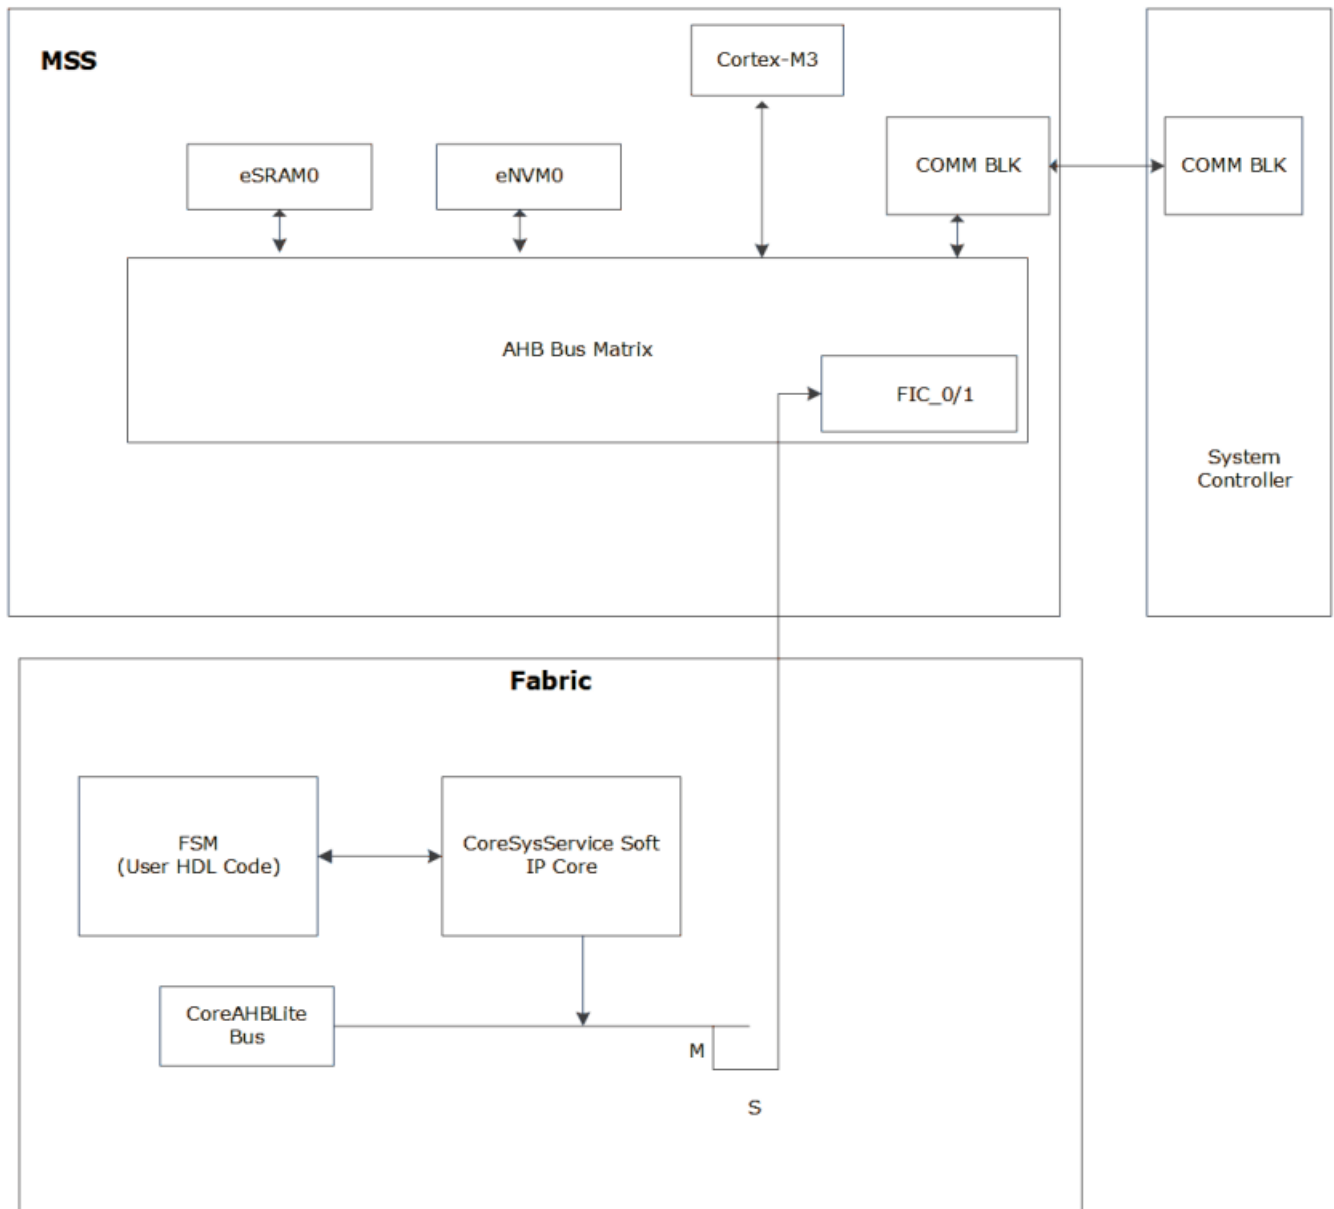 MSS
Cortex-M3
eSRAM0
eNVM0
COMM BLK
COMM BLK
AHB Bus Matrix
FIC_0/1
System
Controller
Fabric
FSM
(User HDL Code)
CoreSysService Soft
IP Core
CoreAHBLite
Bus
M
S